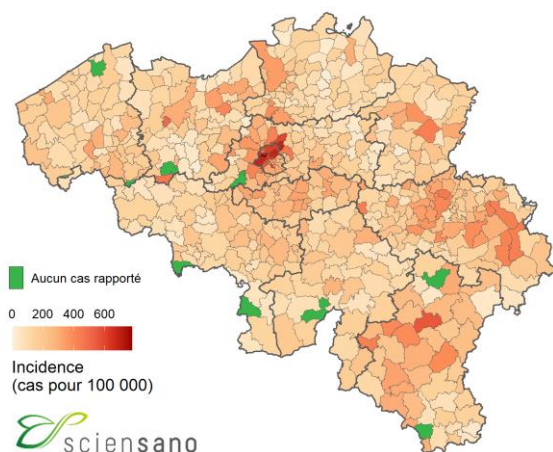 Aucun cas rapporté
0 200 400 600
Incidence
(cas pour 100 000)
sciensano